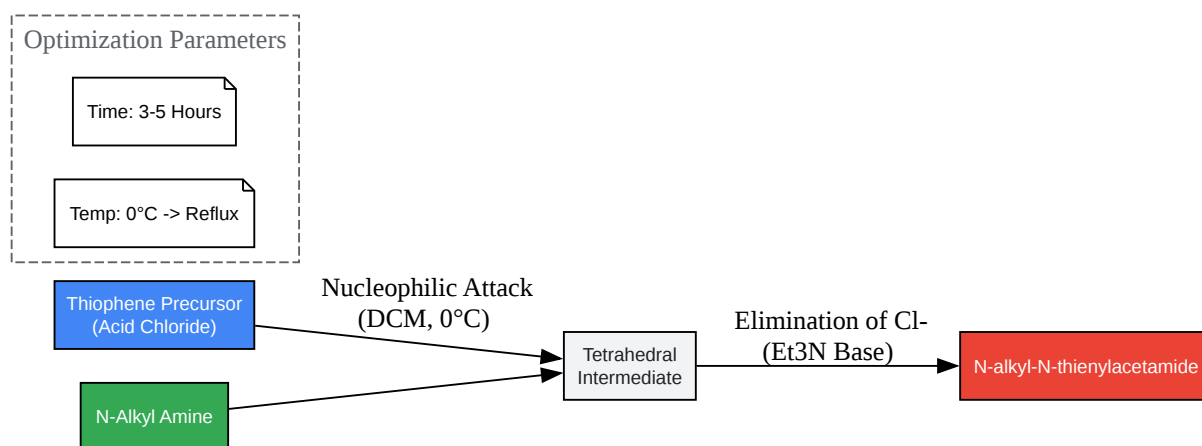 Optimization Parameters
Time: 3-5 Hours
Temp: 0°C -> Reflux
Thiophene Precursor
(Acid Chloride)
N-Alkyl Amine
Nucleophilic Attack
(DCM, 0°C)
Tetrahedral
Intermediate
Elimination of Cl-
(Et3N Base)
N-alkyl-N-thienylacetamide